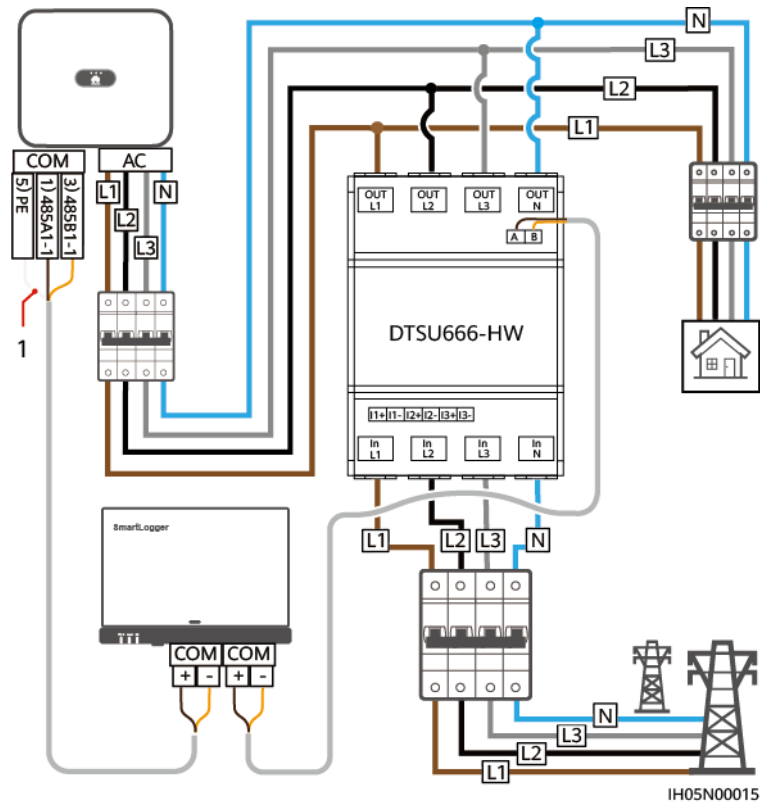 N
L3
L2
L1
COM
AC
5) PE
1) 485A1-1
3) 485B1-1
L1
L2
L3
N
1
OUT L1
OUT L2
OUT L3
OUT N
A B
DTSU666-HW
I1+ I1- I2+ I2- I3+ I3-
In L1
In L2
In L3
In N
L1
L2
L3
N
SmartLogger
COM
COM
+ -
+ -
N
L3
L2
L1
IH05N00015